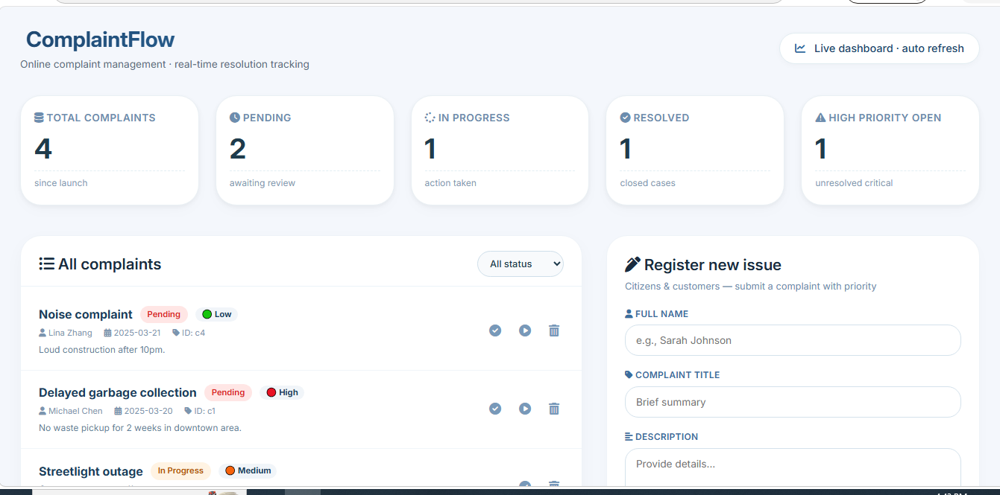 ComplaintFlow
Online complaint management · real-time resolution tracking
Live dashboard · auto refresh
TOTAL COMPLAINTS
4
since launch
PENDING
2
awaiting review
IN PROGRESS
1
action taken
RESOLVED
1
closed cases
HIGH PRIORITY OPEN
1
unresolved critical
All complaints
All status
Noise complaint Pending Low
Lina Zhang 2025-03-21 ID: c4
Loud construction after 10pm.
Delayed garbage collection Pending High
Michael Chen 2025-03-20 ID: c1
No waste pickup for 2 weeks in downtown area.
Streetlight outage In Progress Medium
Register new issue
Citizens & customers — submit a complaint with priority
FULL NAME
e.g., Sarah Johnson
COMPLAINT TITLE
Brief summary
DESCRIPTION
Provide details...